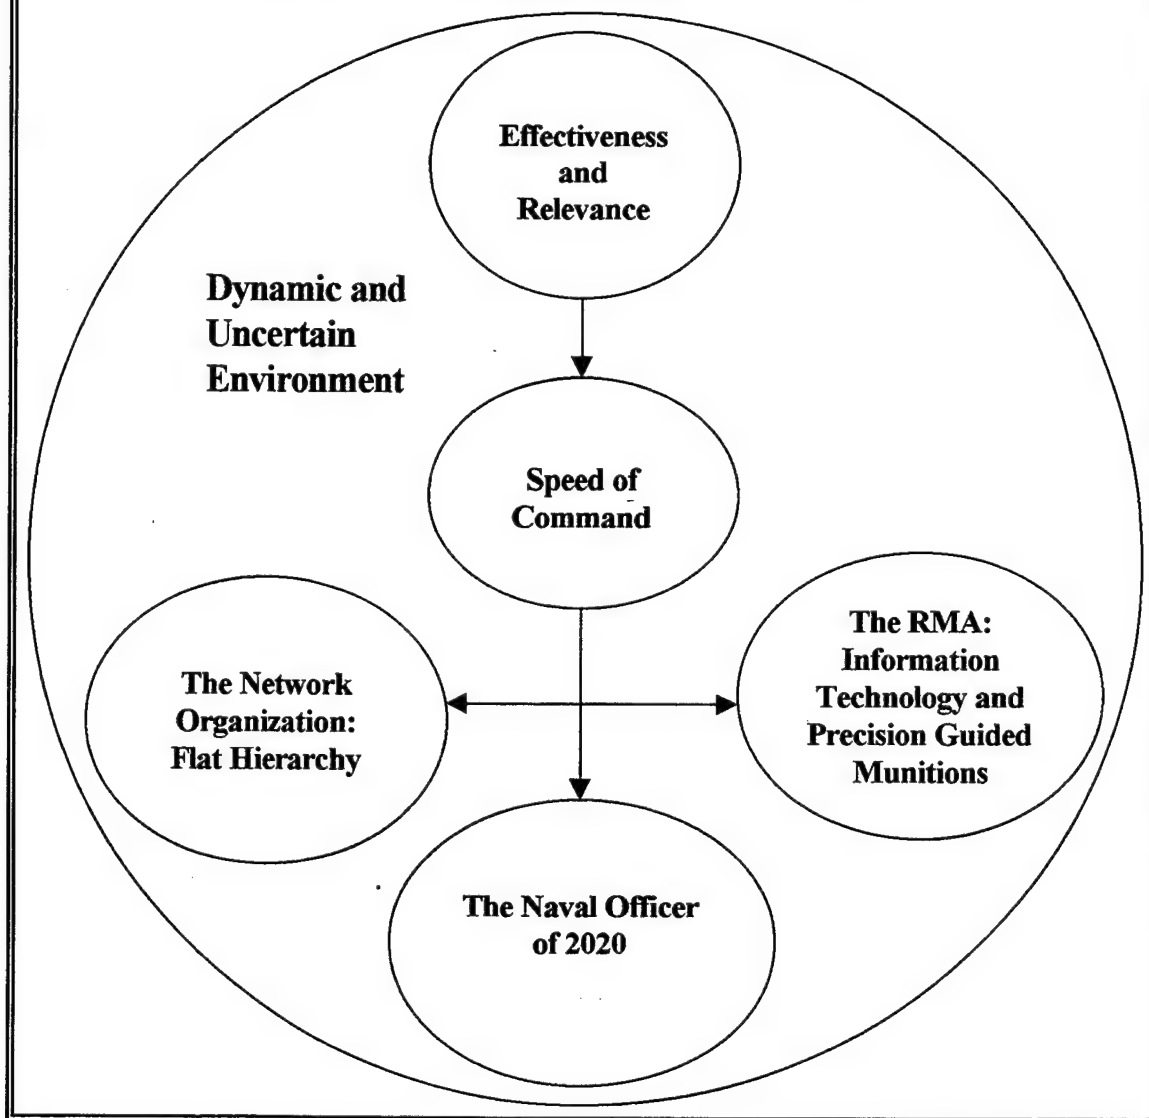 Effectiveness
and
Relevance
Dynamic and
Uncertain
Environment
Speed of
Command
The Network
Organization:
Flat Hierarchy
The RMA:
Information
Technology and
Precision Guided
Munitions
The Naval Officer
of 2020